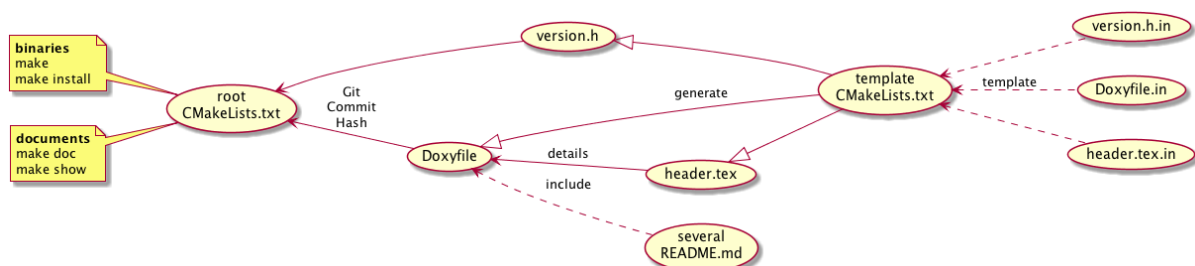 binaries
make
make install
documents
make doc
make show
root
CMakeLists.txt
Git
Commit
Hash
version.h
Doxyfile
generate
details
include
header.tex
several
README.md
template
CMakeLists.txt
template
version.h.in
Doxyfile.in
header.tex.in